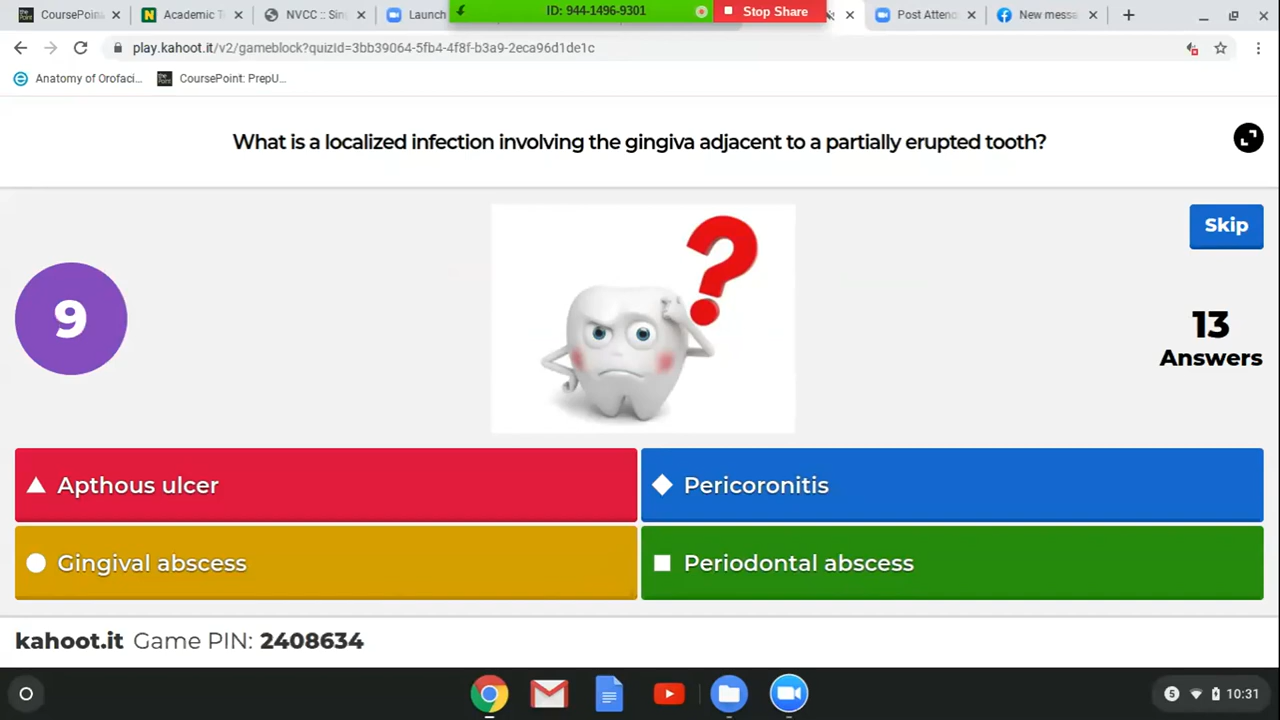 CoursePoin
Academic T
NVCC :: Sin
Launch
ID: 944-1496-9301
Stop Share
Post Atteno
New messa
play.kahoot.it/v2/gameblock?quizId=3bb39064-5fb4-4f8f-b3a9-2eca96d1de1c
Anatomy of Orofaci...
CoursePoint: PrepU...
What is a localized infection involving the gingiva adjacent to a partially erupted tooth?
Skip
9
?
13
Answers
Apthous ulcer
Pericoronitis
Gingival abscess
Periodontal abscess
kahoot.it Game PIN: 2408634
5
10:31